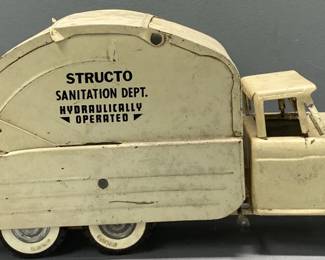 STRUCTO
SANITATION DEPT.
HYDRAULICALLY
OPERATED